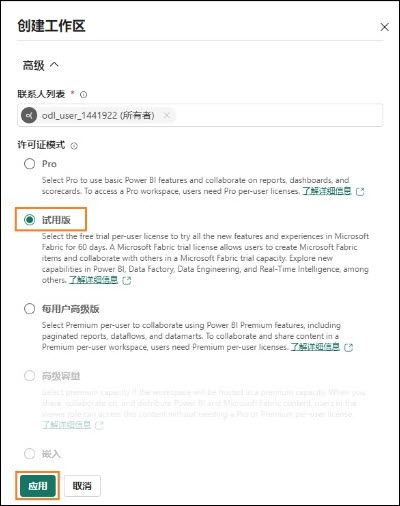 创建工作区
高级
联系人列表 *
odl_user_1441922 (所有者)
许可证模式
Pro
Select Pro to use basic Power BI features and collaborate on reports, dashboards, and
scorecards. To access a Pro workspace, users need Pro per-user licenses. 了解详细信息
试用版
Select the free trial per-user license to try all the new features and experiences in Microsoft
Fabric for 60 days. A Microsoft Fabric trial license allows users to create Microsoft Fabric
items and collaborate with others in a Microsoft Fabric trial capacity. Explore new
capabilities in Power BI, Data Factory, Data Engineering, and Real-Time Intelligence, among
others. 了解详细信息
每用户高级版
Select Premium per-user to collaborate using Power BI Premium features, including
paginated reports, dataflows, and datamarts. To collaborate and share content in a
Premium per-user workspace, users need Premium per-user licenses. 了解详细信息
高级容量
Select premium capacity if the workspace will be hosted in a premium capacity. When you
share, collaborate on, and distribute Power BI and Microsoft Fabric content, users in the
viewer role can access this content without needing a Pro or Premium per-user license.
了解详细信息
嵌入
应用
取消